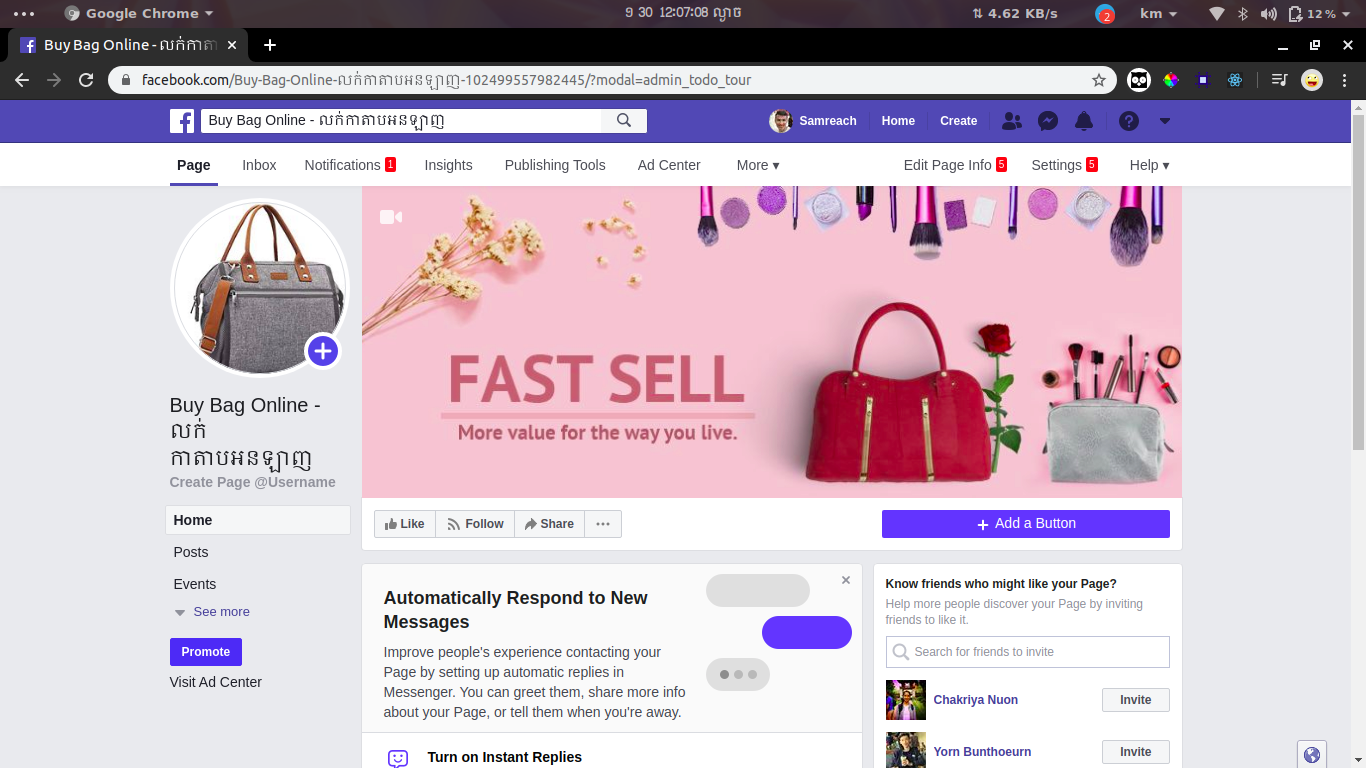 Google Chrome
9 30 12:07:08 ល្ងាច
4.62 KB/s
2
km
12%
Buy Bag Online - លក់កាតា
facebook.com/Buy-Bag-Online-លក់កាតាបអនឡាញ-102499557982445/?modal=admin_todo_tour
Buy Bag Online - លក់កាតាបអនឡាញ
Samreach
Home
Create
Page
Inbox
Notifications 1
Insights
Publishing Tools
Ad Center
More
Edit Page Info 5
Settings 5
Help
FAST SELL
More value for the way you live.
Buy Bag Online -
លក់
កាតាបអនឡាញ
Create Page @Username
Home
Posts
Events
See more
Promote
Visit Ad Center
Like
Follow
Share
Add a Button
Automatically Respond to New
Messages
Improve people's experience contacting your
Page by setting up automatic replies in
Messenger. You can greet them, share more info
about your Page, or tell them when you're away.
Turn on Instant Replies
Know friends who might like your Page?
Help more people discover your Page by inviting
friends to like it.
Search for friends to invite
Chakriya Nuon
Invite
Yorn Bunthoeurn
Invite